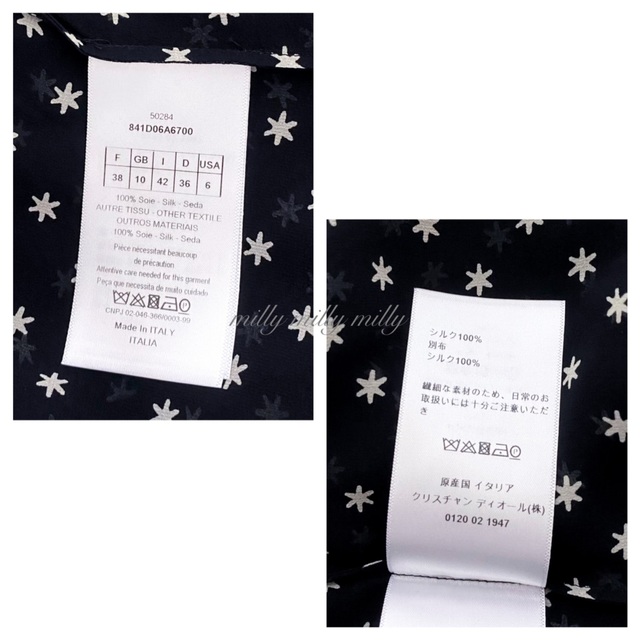 50284
841D06A6700
F GB I D USA
38 10 42 36 6
100% Soie - Silk - Seda
AUTRE TISSU - OTHER TEXTILE
OUTROS MATERIAIS
100% Soie - Silk - Seda
Pièce nécessitant beaucoup
de précaution
Attentive care needed for this garment
Peça que necessita de muito cuidado
CNPJ 02-046-366/0003-99
Made In ITALY
ITALIA
milly milly milly
シルク100%
別布
シルク100%
繊細な素材のため、日常のお
取扱いには十分ご注意いただ
き
原産国 イタリア
クリスチャン ディオール(株)
0120 02 1947